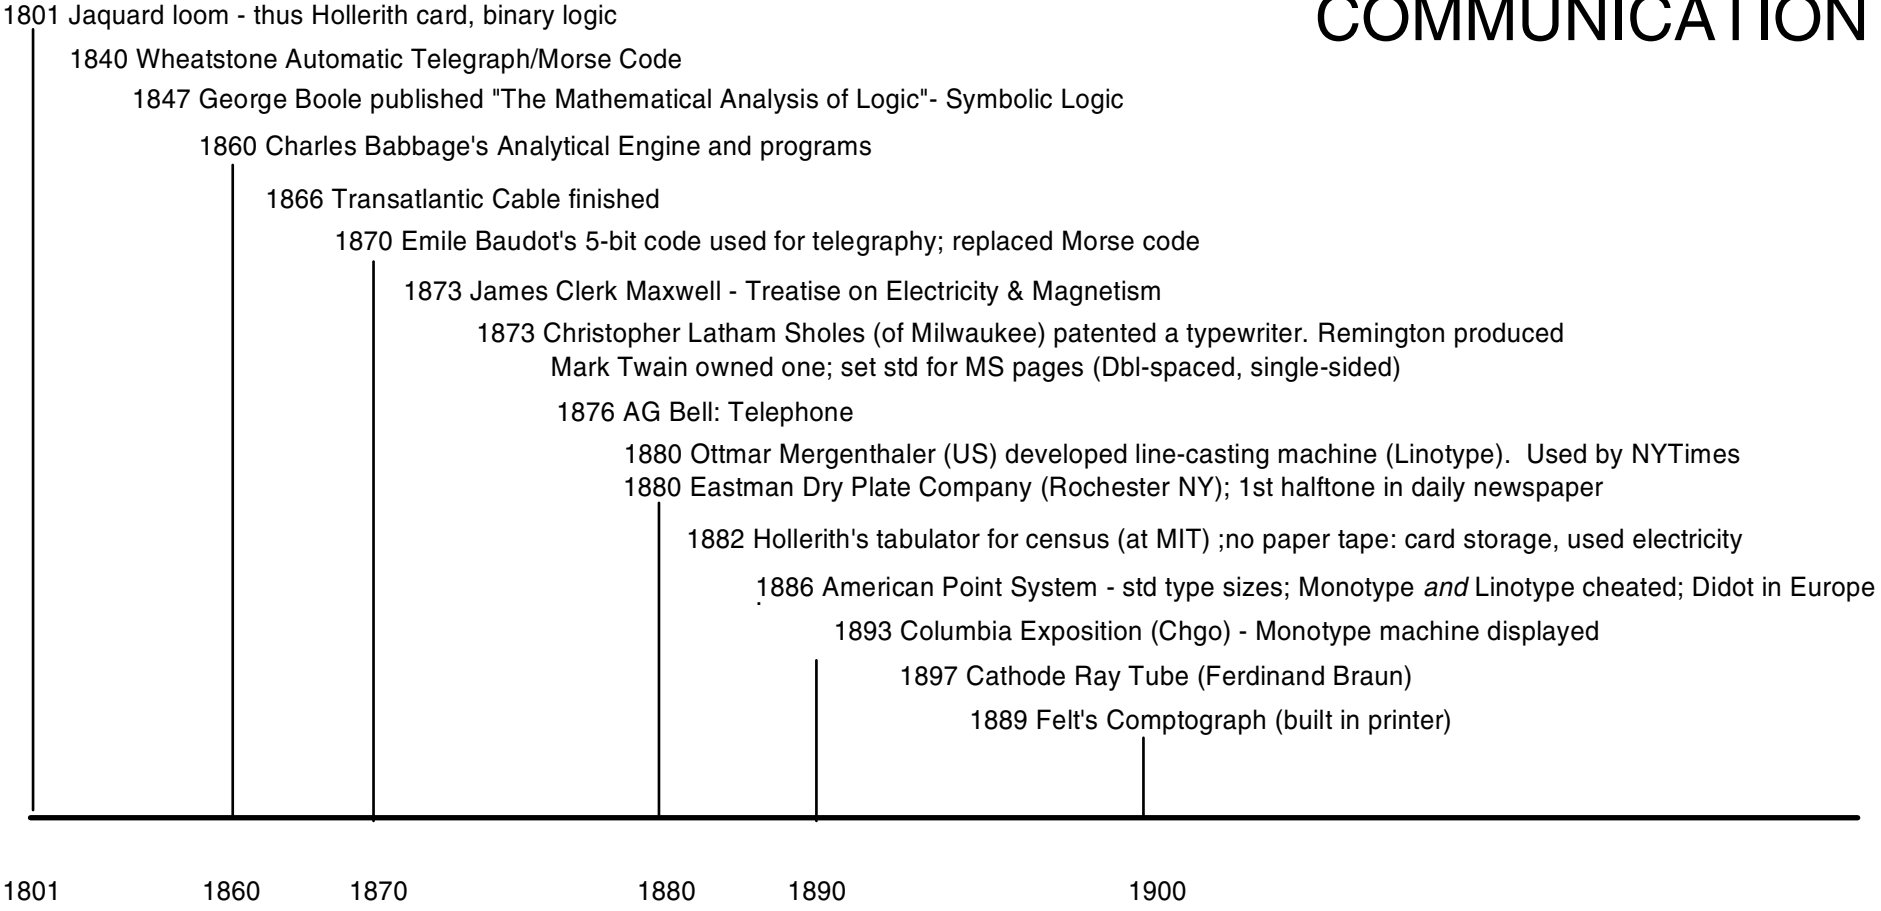 COMMUNICATION
1801 Jaquard loom - thus Hollerith card, binary logic
1840 Wheatstone Automatic Telegraph/Morse Code
1847 George Boole published "The Mathematical Analysis of Logic"- Symbolic Logic
1860 Charles Babbage's Analytical Engine and programs
1866 Transatlantic Cable finished
1870 Emile Baudot's 5-bit code used for telegraphy; replaced Morse code
1873 James Clerk Maxwell - Treatise on Electricity & Magnetism
1873 Christopher Latham Sholes (of Milwaukee) patented a typewriter. Remington produced
Mark Twain owned one; set std for MS pages (Dbl-spaced, single-sided)
1876 AG Bell: Telephone
1880 Ottmar Mergenthaler (US) developed line-casting machine (Linotype).  Used by NYTimes
1880 Eastman Dry Plate Company (Rochester NY); 1st halftone in daily newspaper
1882 Hollerith's tabulator for census (at MIT) ;no paper tape: card storage, used electricity
1886 American Point System - std type sizes; Monotype and Linotype cheated; Didot in Europe
.
1893 Columbia Exposition (Chgo) - Monotype machine displayed
1897 Cathode Ray Tube (Ferdinand Braun)
1889 Felt's Comptograph (built in printer)
1801 1860 1870 1880 1890 1900